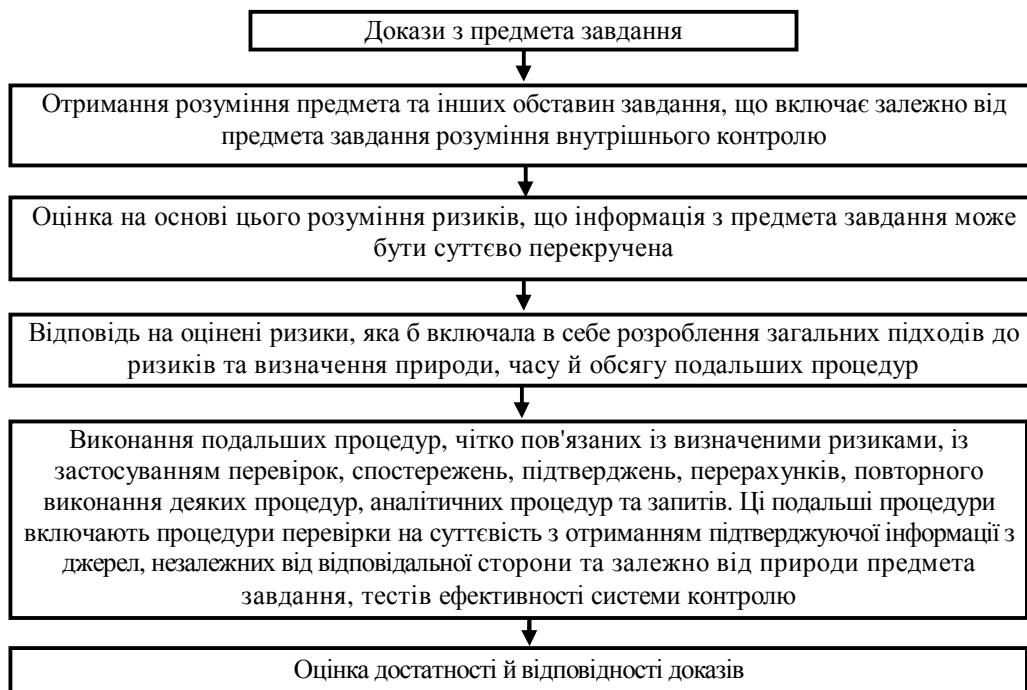 Докази з предмета завдання
Отримання розуміння предмета та інших обставин завдання, що включає залежно від
предмета завдання розуміння внутрішнього контролю
Оцінка на основі цього розуміння ризиків, що інформація з предмета завдання може
бути суттєво перекручена
Відповідь на оцінені ризики, яка б включала в себе розроблення загальних підходів до
ризиків та визначення природи, часу й обсягу подальших процедур
Виконання подальших процедур, чітко пов'язаних із визначеними ризиками, із
застосуванням перевірок, спостережень, підтверджень, перерахунків, повторного
виконання деяких процедур, аналітичних процедур та запитів. Ці подальші процедури
включають процедури перевірки на суттєвість з отриманням підтверджуючої інформації з
джерел, незалежних від відповідальної сторони та залежно від природи предмета
завдання, тестів ефективності системи контролю
Оцінка достатності й відповідності доказів